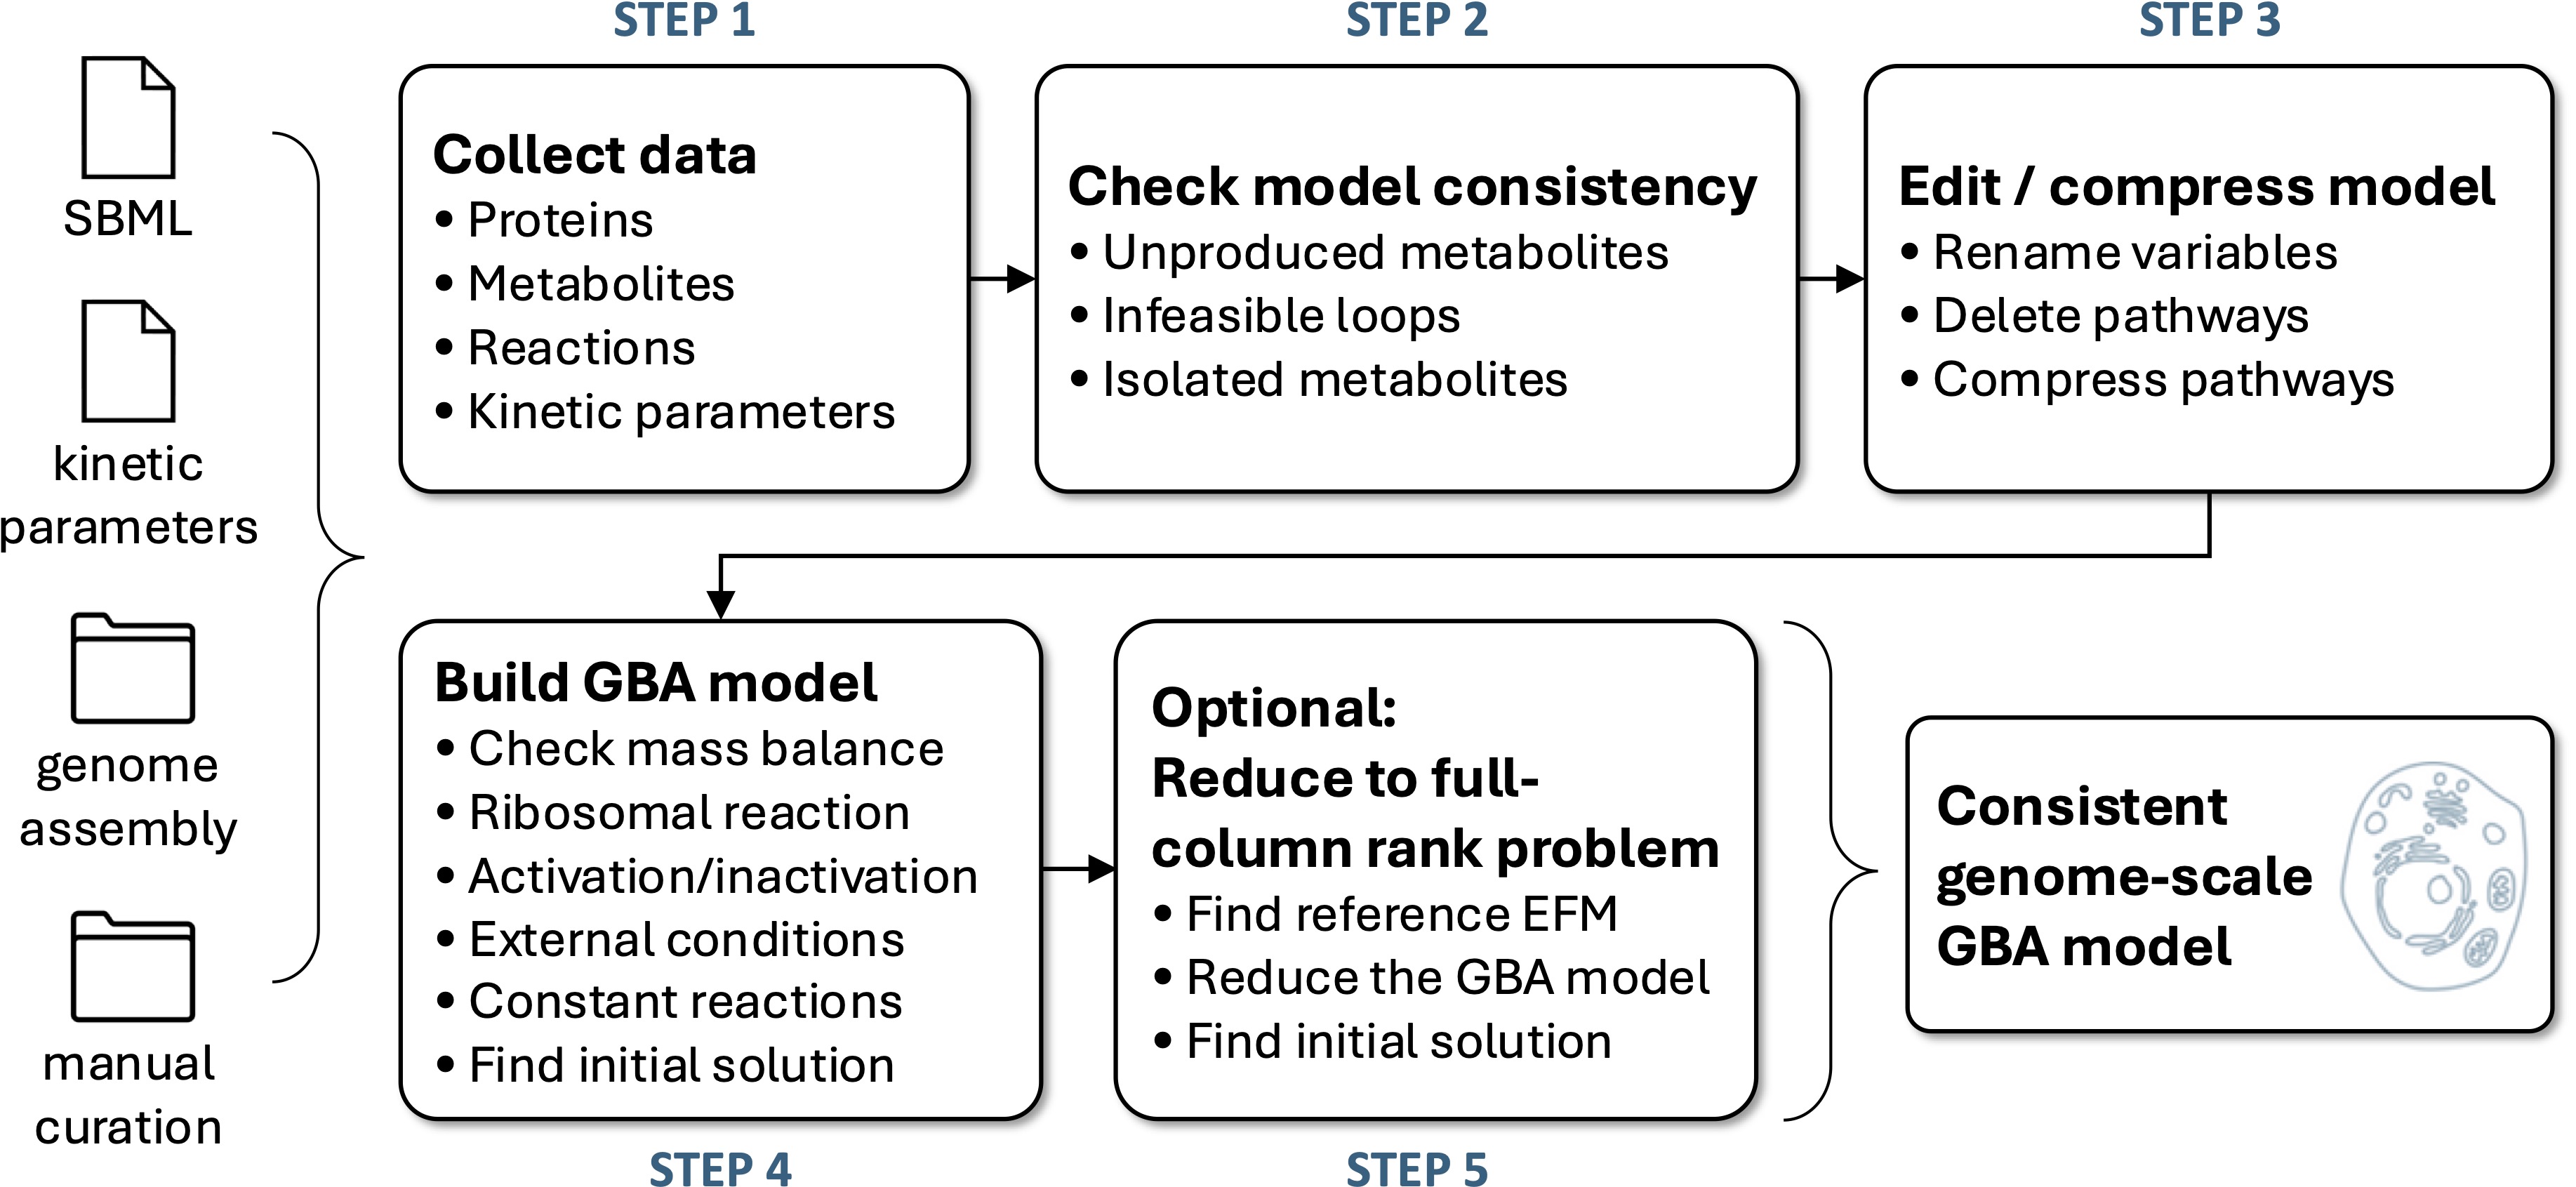 SBML
kinetic
parameters
genome
assembly
manual
curation
STEP 1
Collect data
• Proteins
• Metabolites
• Reactions
• Kinetic parameters
STEP 2
Check model consistency
• Unproduced metabolites
• Infeasible loops
• Isolated metabolites
STEP 3
Edit / compress model
• Rename variables
• Delete pathways
• Compress pathways
Build GBA model
• Check mass balance
• Ribosomal reaction
• Activation/inactivation
• External conditions
• Constant reactions
• Find initial solution
STEP 4
Optional:
Reduce to full-
column rank problem
• Find reference EFM
• Reduce the GBA model
• Find initial solution
STEP 5
Consistent
genome-scale
GBA model